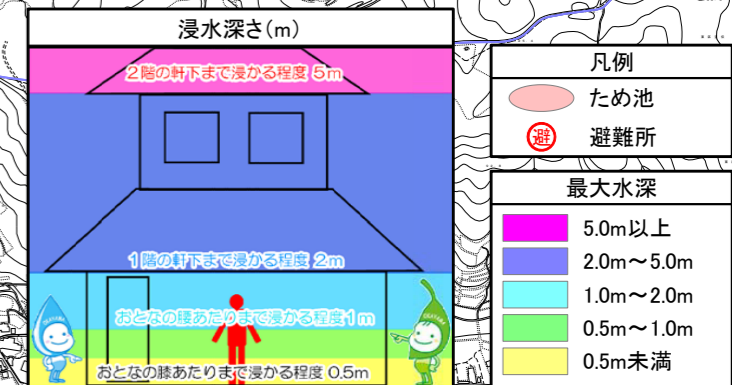 浸水深さ(m)
2階の軒下まで浸かる程度 5m
1階の軒下まで浸かる程度 2m
おとなの腰あたりまで浸かる程度1m
おとなの膝あたりまで浸かる程度 0.5m
凡例
ため池
避 避難所
最大水深
5.0m以上
2.0m～5.0m
1.0m～2.0m
0.5m～1.0m
0.5m未満